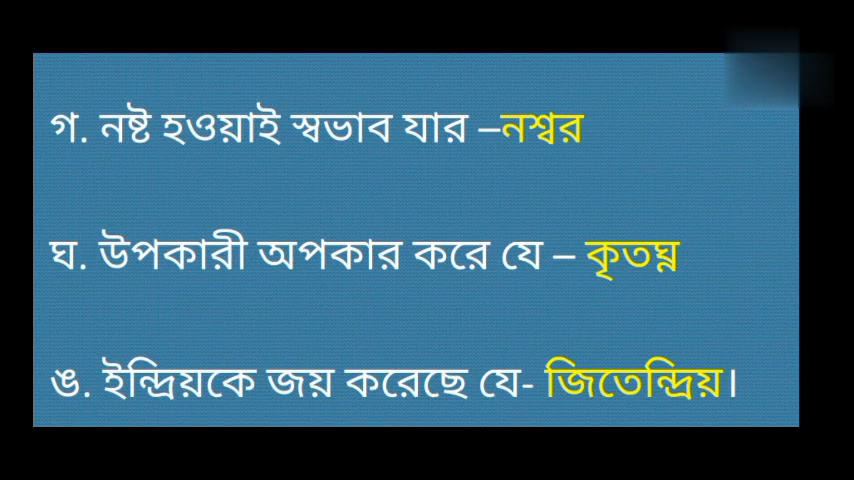 গ. নষ্ট হওয়াই স্বভাব যার –নশ্বর
ঘ. উপকারী অপকার করে যে – কৃতঘ্ন
ঙ. ইন্দ্রিয়কে জয় করেছে যে- জিতেন্দ্রিয়।